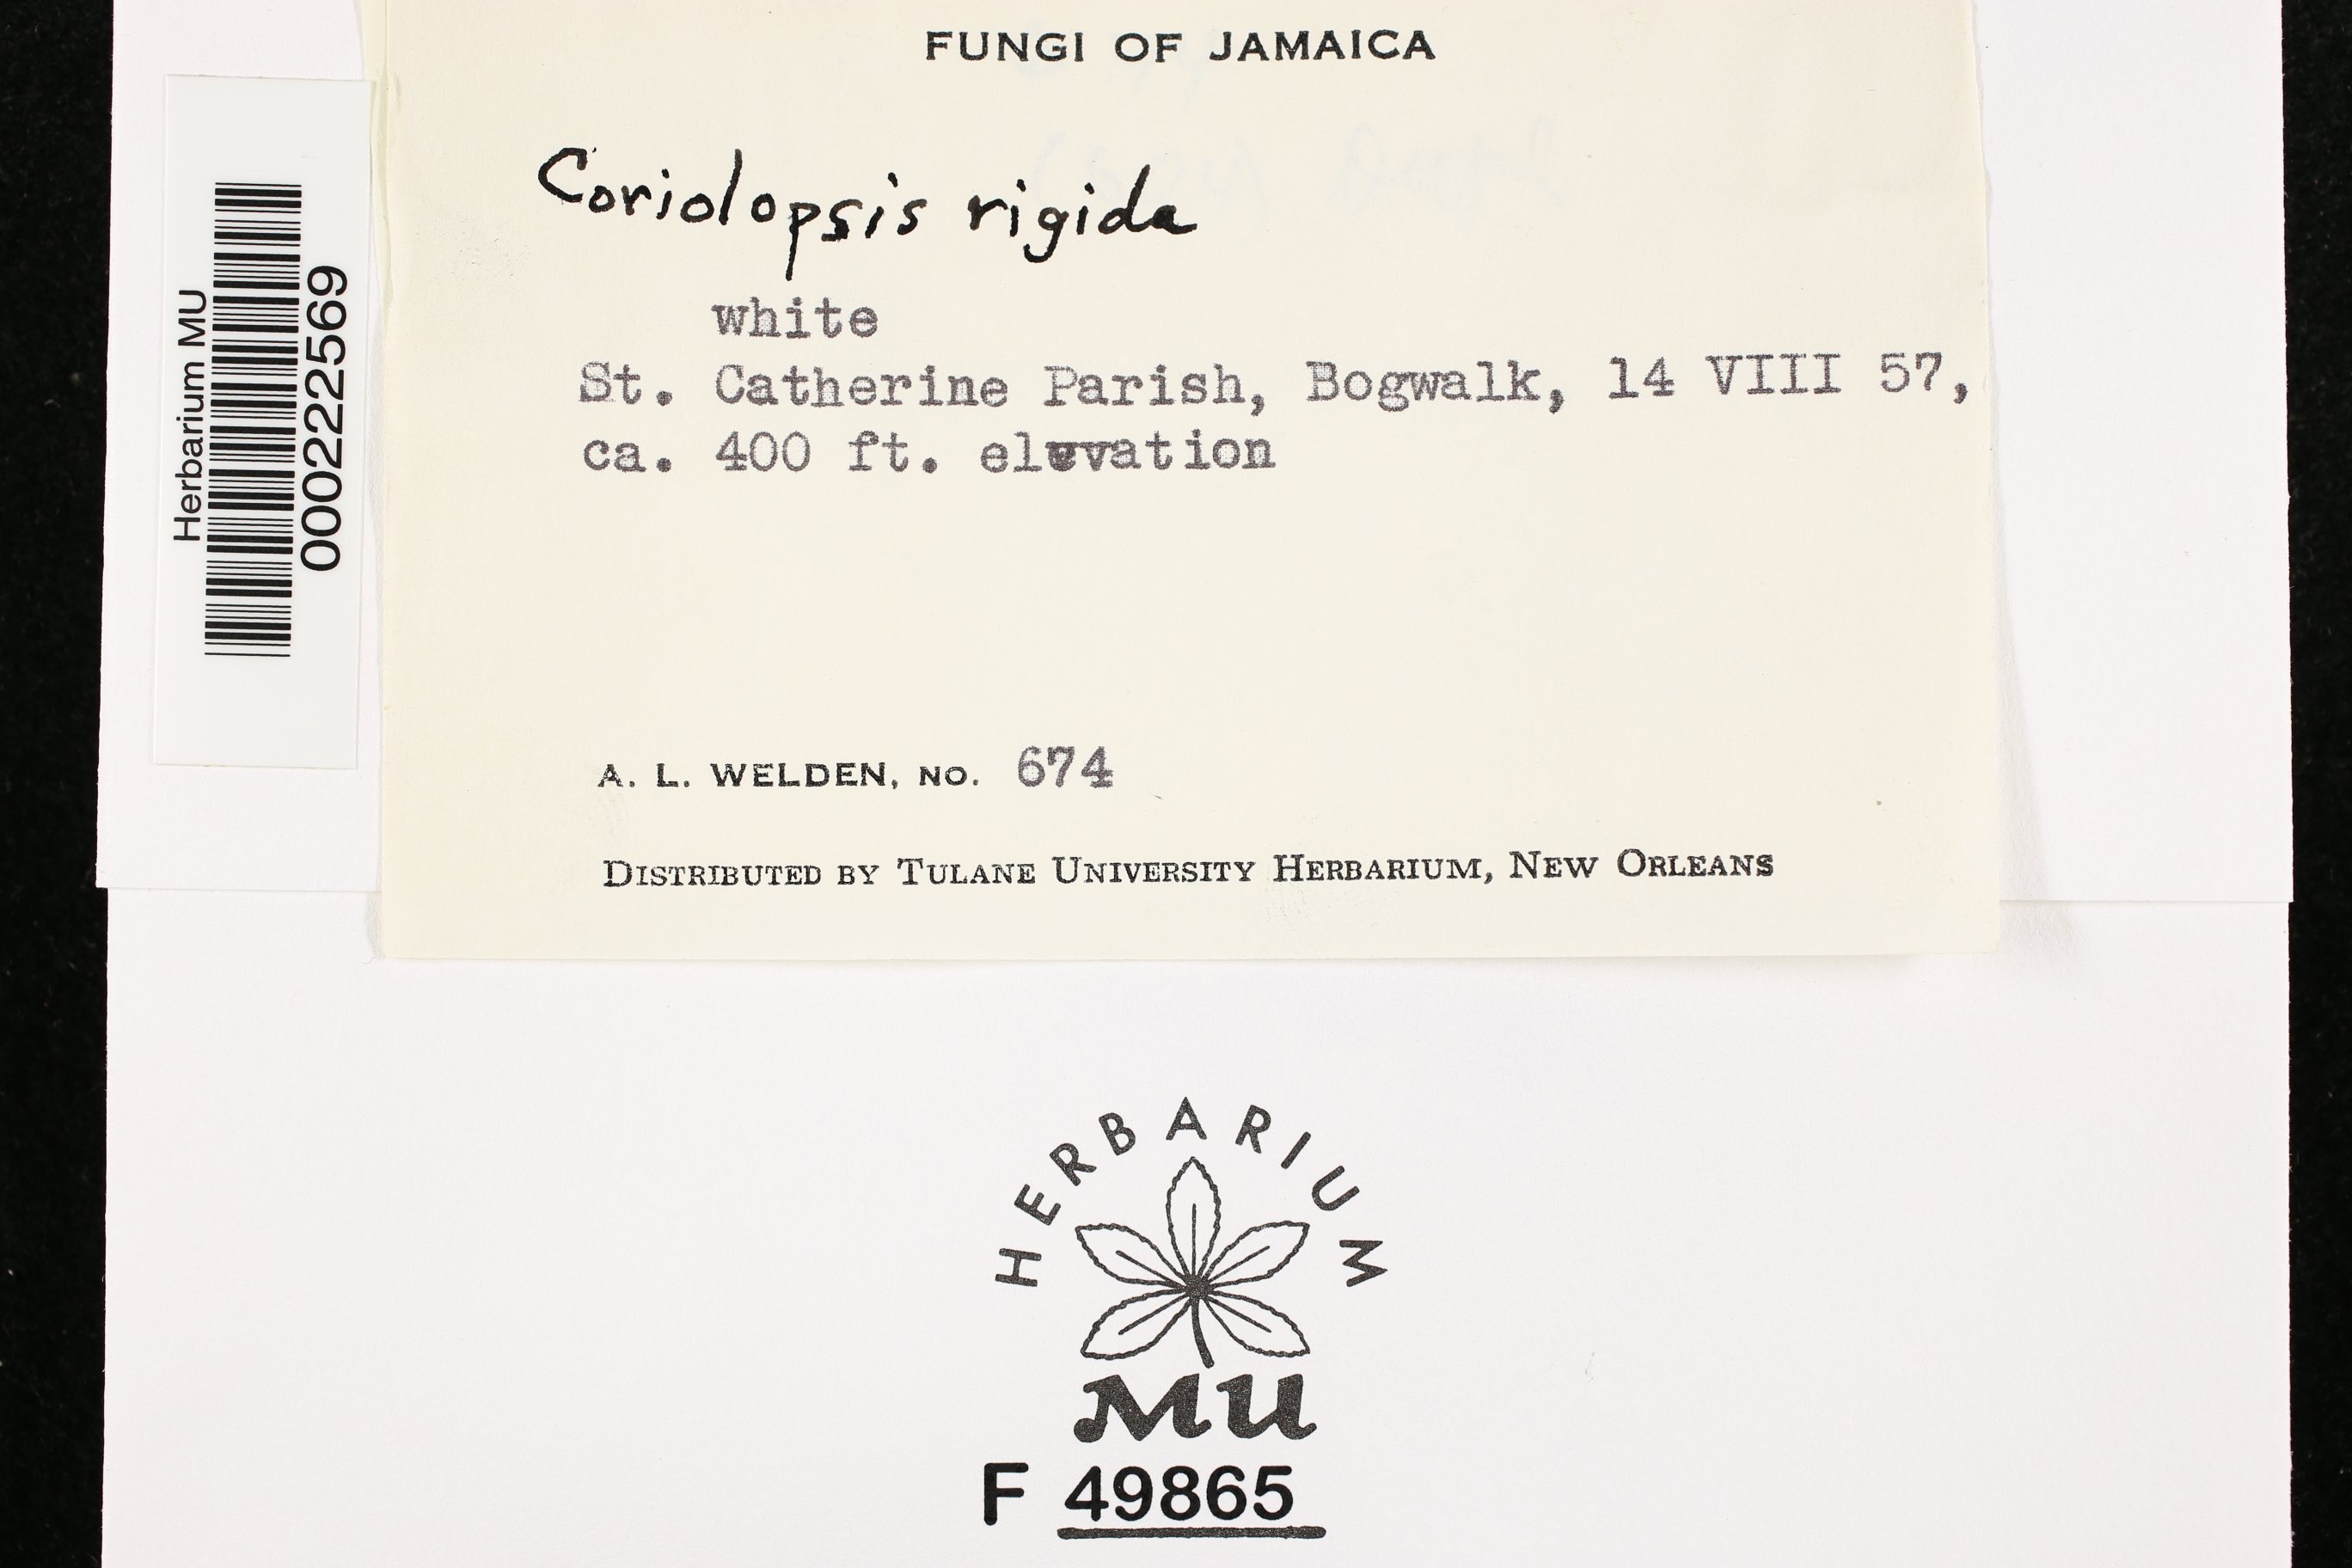 FUNGI OF JAMAICA
Coriolopsis rigida
white
St. Catherine Parish, Bogwalk, 14 VIII 57,
ca. 400 ft. elevation
A. L. WELDEN, NO. 674
DISTRIBUTED BY TULANE UNIVERSITY HERBARIUM, NEW ORLEANS
Herbarium MU
000222569
HERBARIUM
MU
F 49865